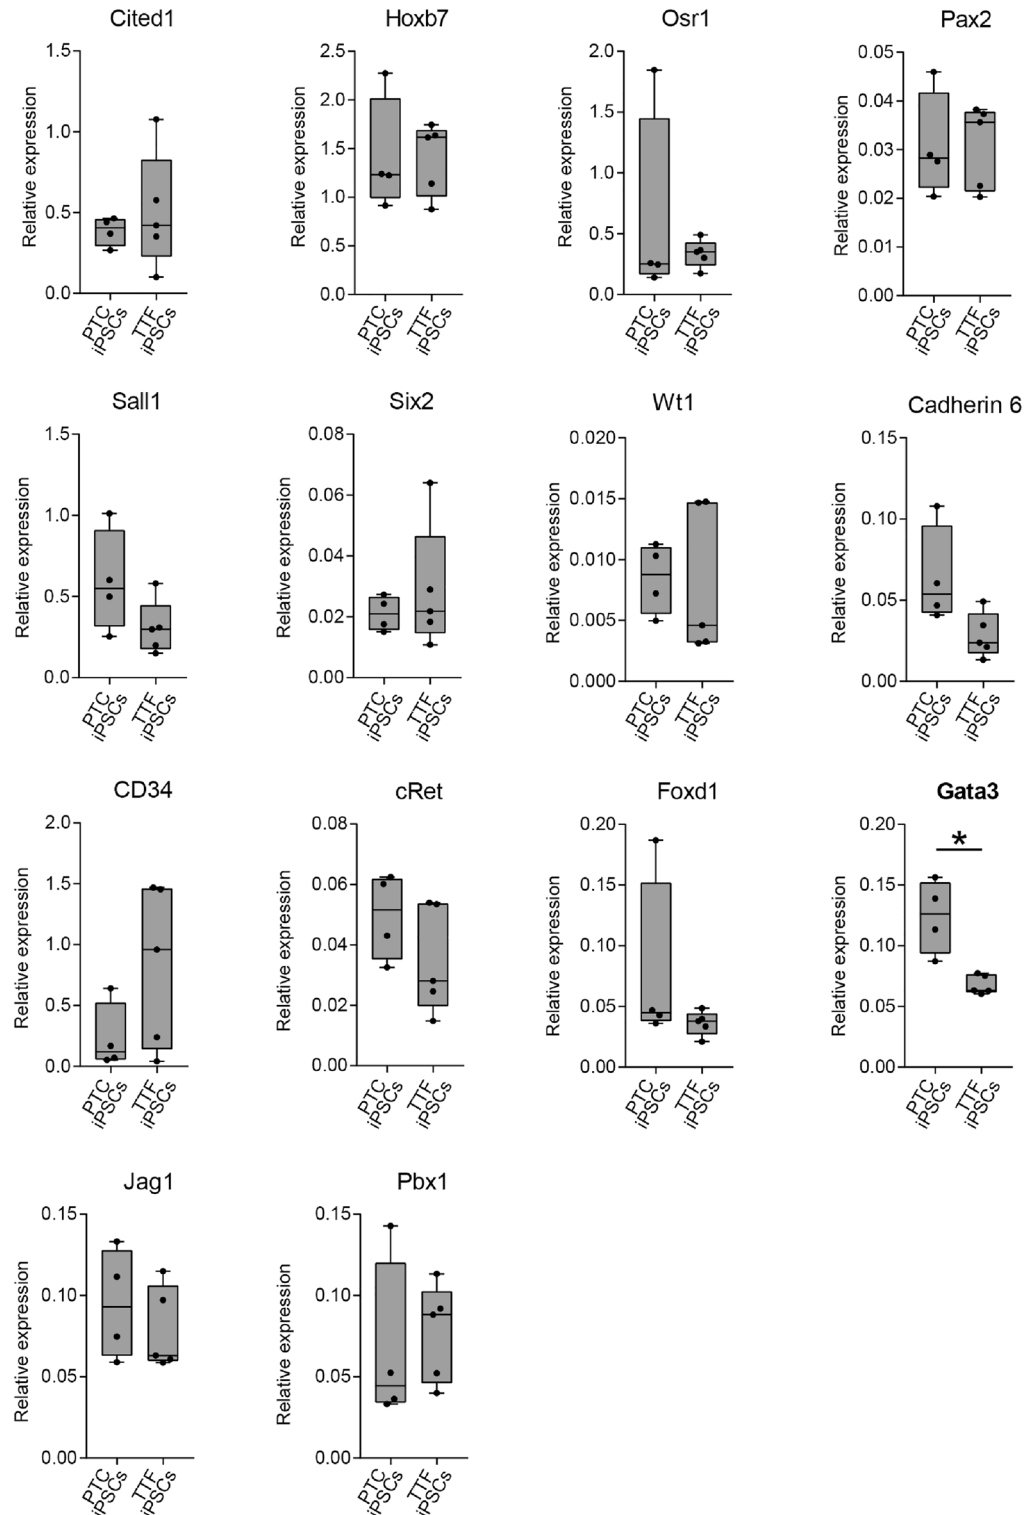 Cited1
Hoxb7
Osr1
Pax2
1.5
1.0
0.5
0.0
Relative expression
PTC iPSCs
TTF iPSCs
2.5
2.0
1.5
1.0
0.5
0.0
Relative expression
PTC iPSCs
TTF iPSCs
2.0
1.5
1.0
0.5
0.0
Relative expression
PTC iPSCs
TTF iPSCs
0.05
0.04
0.03
0.02
0.01
0.00
Relative expression
PTC iPSCs
TTF iPSCs
Sall1
Six2
Wt1
Cadherin 6
1.5
1.0
0.5
0.0
Relative expression
PTC iPSCs
TTF iPSCs
0.08
0.06
0.04
0.02
0.00
Relative expression
PTC iPSCs
TTF iPSCs
0.020
0.015
0.010
0.005
0.000
Relative expression
PTC iPSCs
TTF iPSCs
0.15
0.10
0.05
0.00
Relative expression
PTC iPSCs
TTF iPSCs
CD34
cRet
Foxd1
Gata3
2.0
1.5
1.0
0.5
0.0
Relative expression
PTC iPSCs
TTF iPSCs
0.08
0.06
0.04
0.02
0.00
Relative expression
PTC iPSCs
TTF iPSCs
0.20
0.15
0.10
0.05
0.00
Relative expression
PTC iPSCs
TTF iPSCs
0.20
0.15
0.10
0.05
0.00
*
Relative expression
PTC iPSCs
TTF iPSCs
Jag1
Pbx1
0.15
0.10
0.05
0.00
Relative expression
PTC iPSCs
TTF iPSCs
0.15
0.10
0.05
0.00
Relative expression
PTC iPSCs
TTF iPSCs